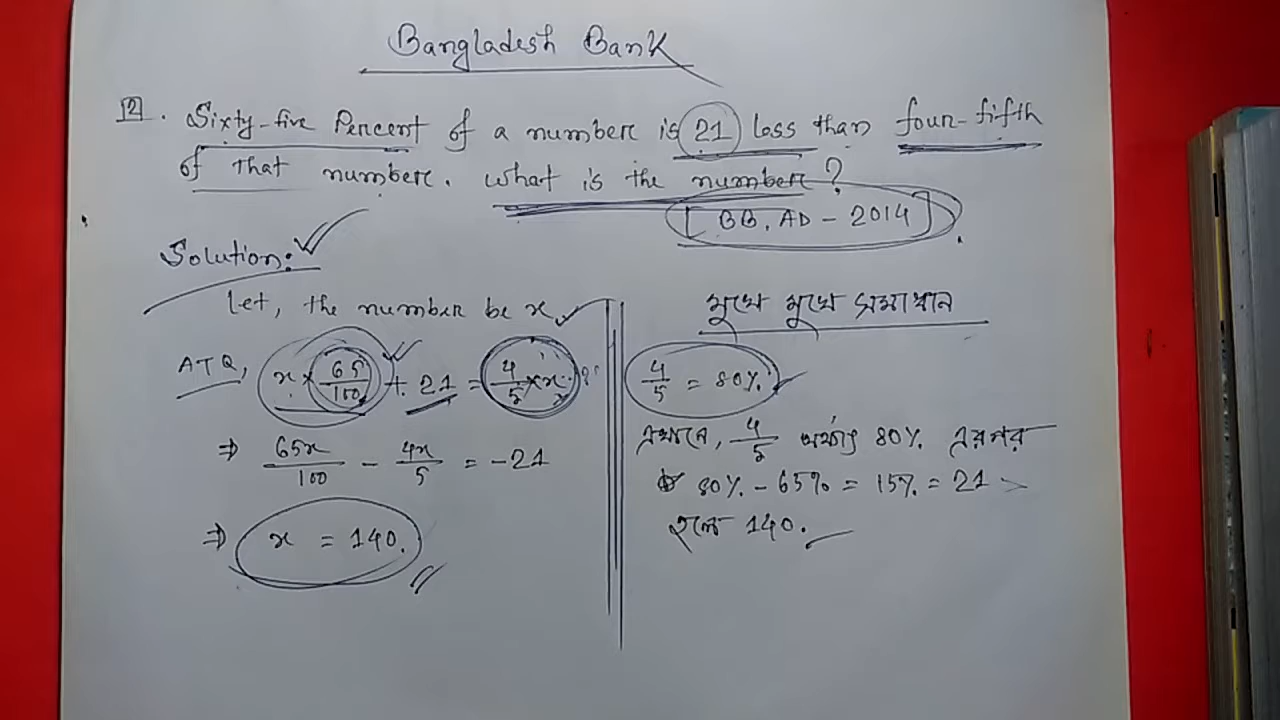 Bangladesh Bank
2. Sixty-five Percent of a number is 21 less than four-fifth
of that number. What is the number?
[BB. AD - 2014]
Solution:
Let, the number be x
ATQ, x × 65/100 + 21 = 4/5 × x
⇒ 65x/100 - 4x/5 = -21
⇒ x = 140.
মুখে মুখে সমাধান
4/5 = 80%
এখানে, 4/5 অর্থাৎ 80% এরপর
80% - 65% = 15% = 21
হলে 140.